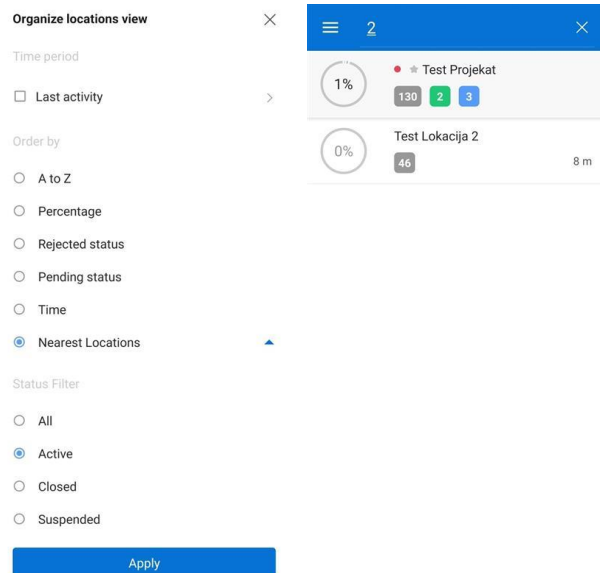 Organize locations view
Time period
Last activity
Order by
A to Z
Percentage
Rejected status
Pending status
Time
Nearest Locations
Status Filter
All
Active
Closed
Suspended
Apply
2
1%
Test Projekat
130 2 3
0%
Test Lokacija 2
46
8 m